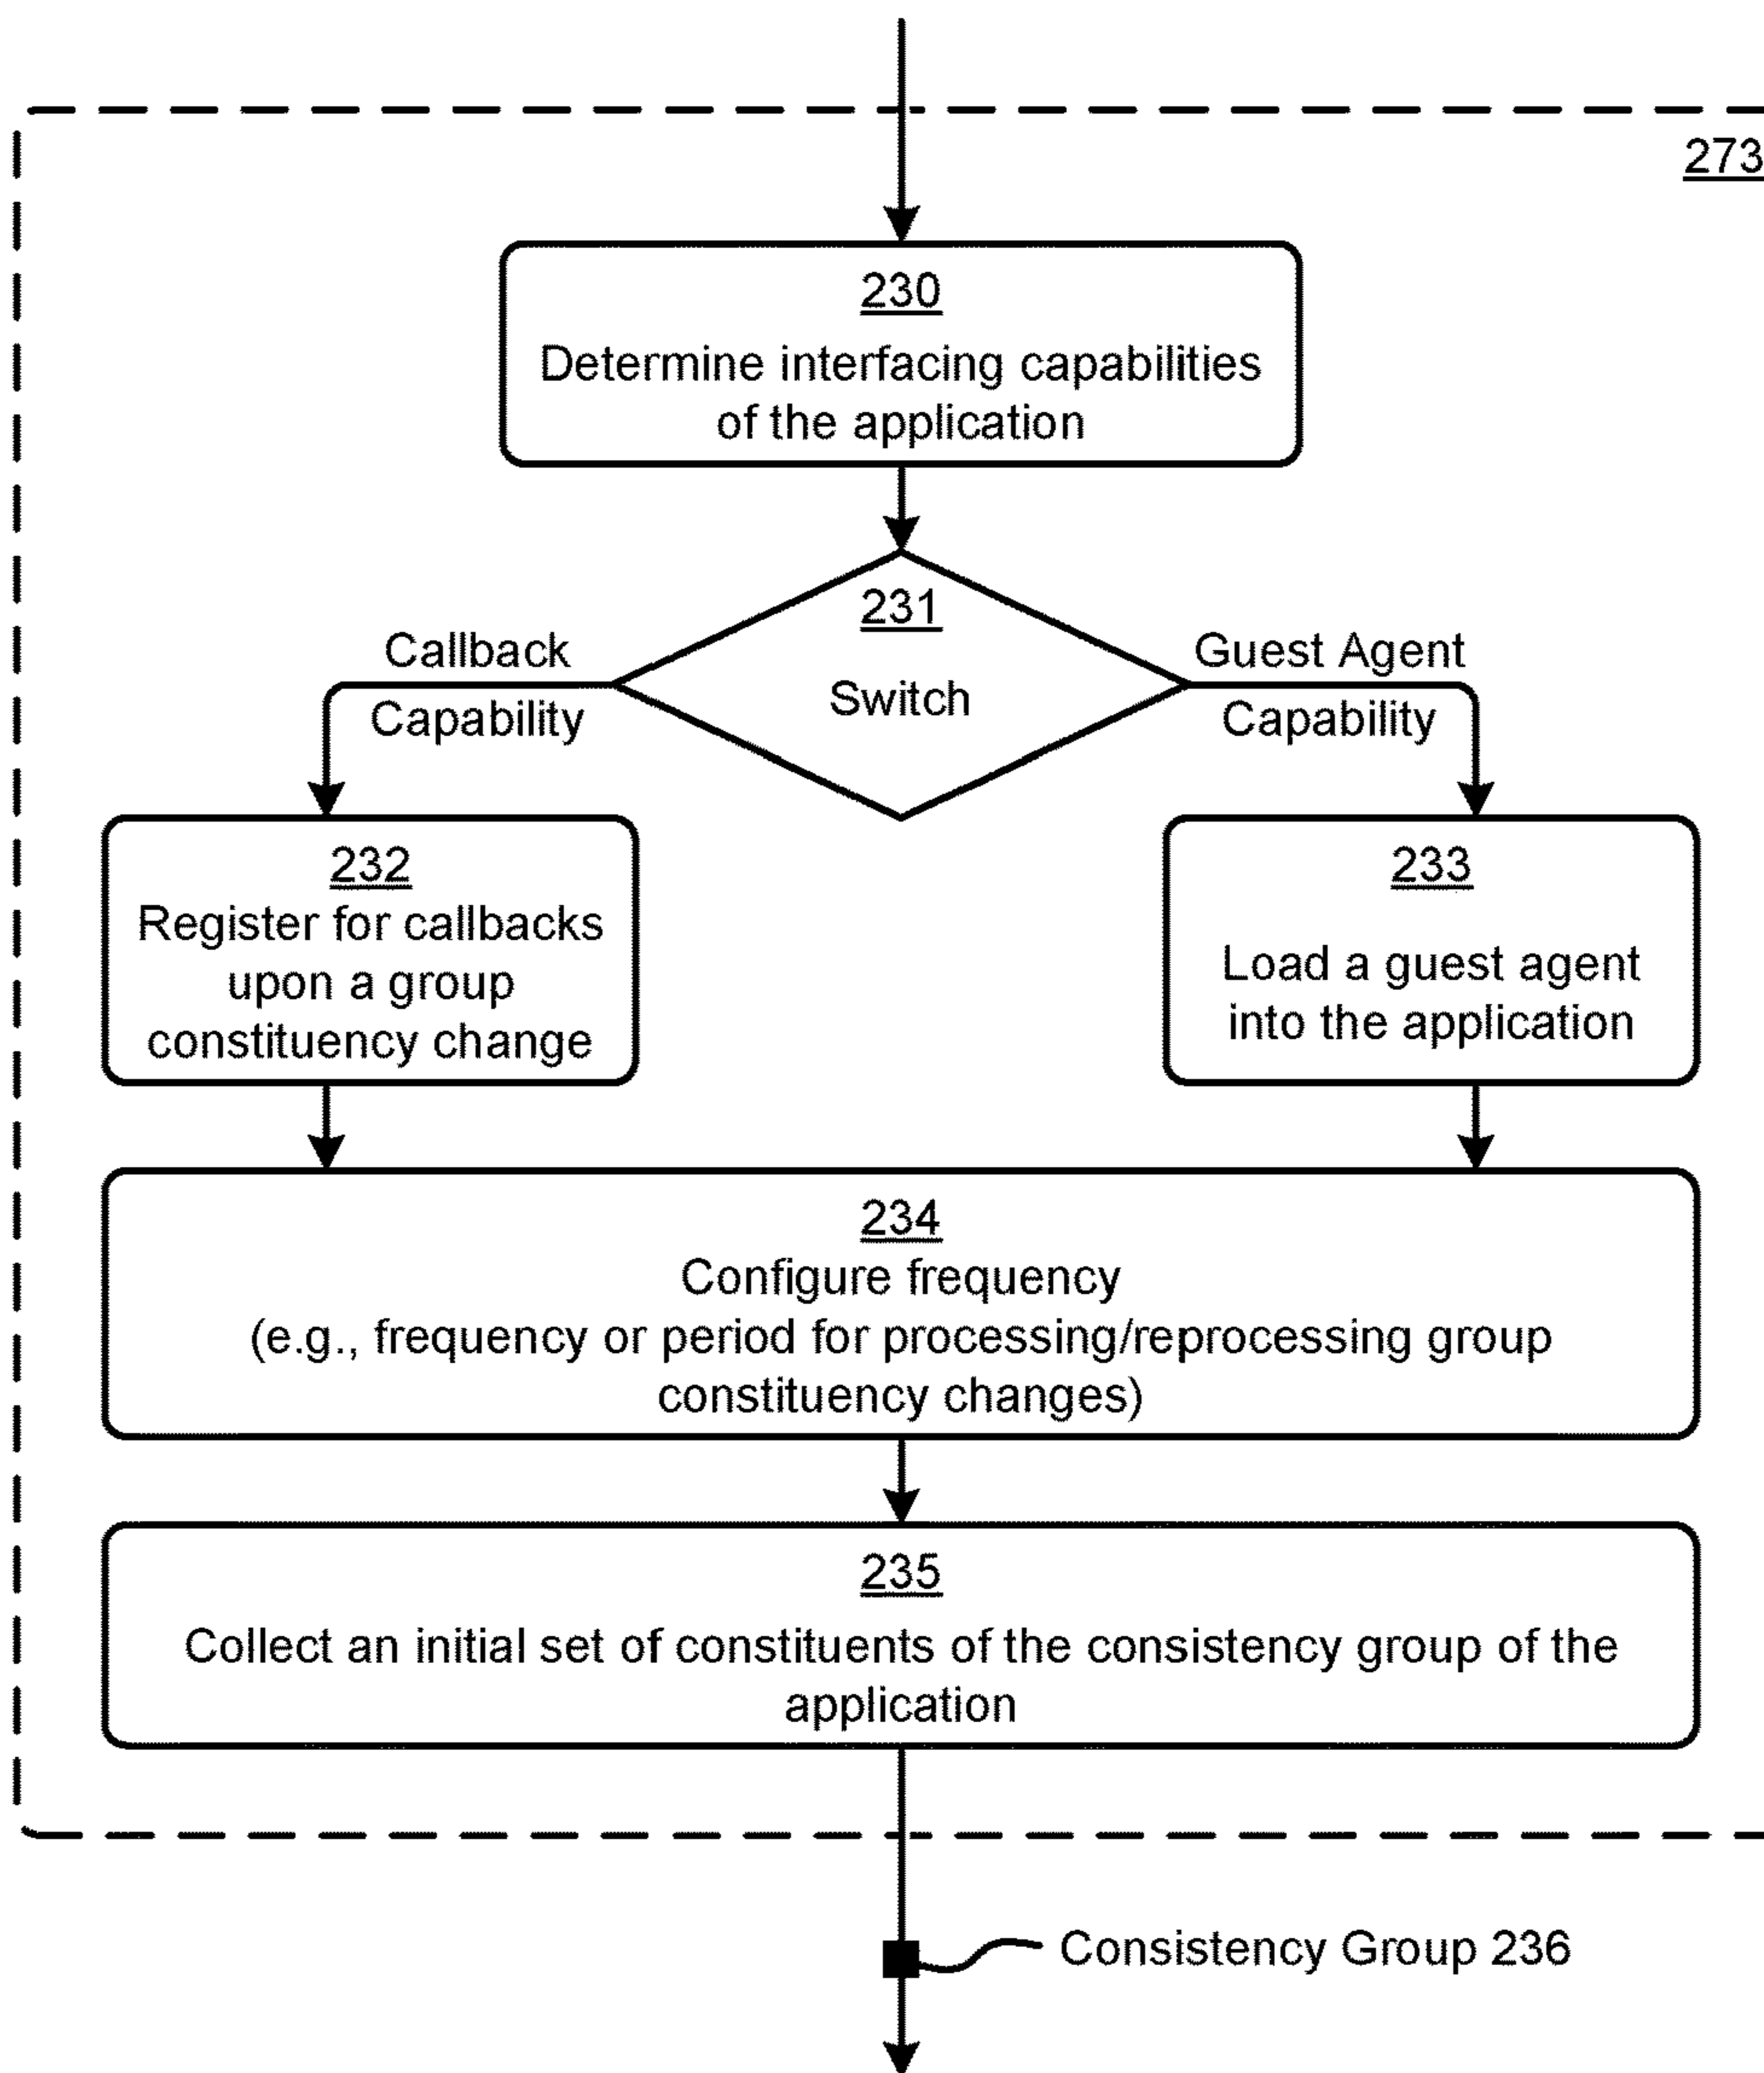 273
230
Determine interfacing capabilities
of the application
231
Switch
Callback
Capability
Guest Agent
Capability
232
Register for callbacks
upon a group
constituency change
233
Load a guest agent
into the application
234
Configure frequency
(e.g., frequency or period for processing/reprocessing group
constituency changes)
235
Collect an initial set of constituents of the consistency group of the
application
Consistency Group 236